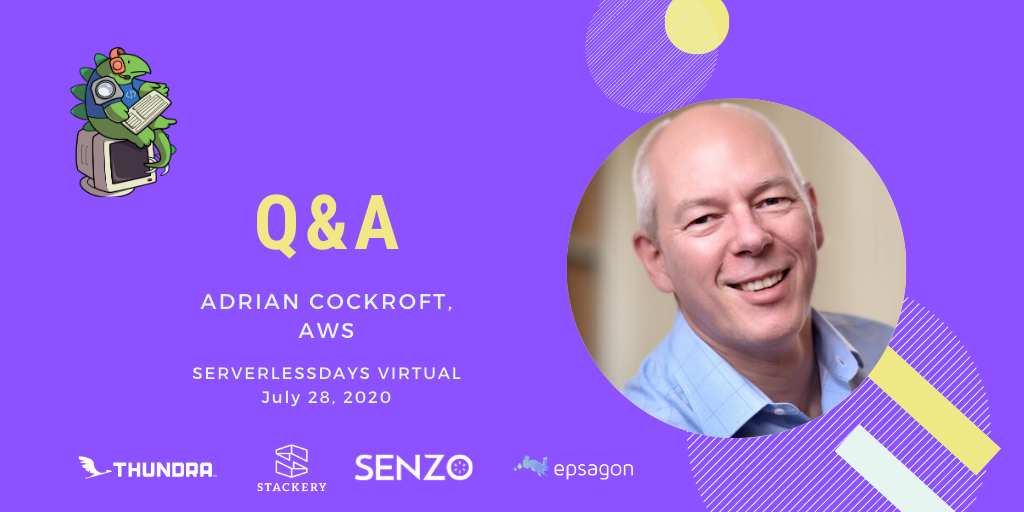 Q&A
ADRIAN COCKROFT,
AWS
SERVERLESSDAYS VIRTUAL
July 28, 2020
THUNDRA
STACKERY
SENZO
epsagon